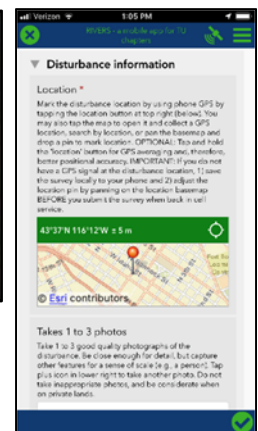 Verizon 1:05 PM
RIVERS - a mobile app for TU
chapters
Disturbance information
Location *
Mark the disturbance location by using phone GPS by
tapping the location button at top right (below). You
may also tap the map to open it and collect a GPS
location, search by location, or pan the basemap and
drop a pin to mark location. OPTIONAL: Tap and hold
the 'location' button for GPS averaging and, therefore,
better positional accuracy. IMPORTANT: If you do not
have a GPS signal at the disturbance location, 1) save
the survey locally to your phone and 2) adjust the
location pin by panning on the location basemap
BEFORE you submit the survey when back in cell
service.
43°37'N 116°12'W ± 5 m
© Esri contributors
Takes 1 to 3 photos
Take 1 to 3 good quality photographs of the
disturbance. Be close enough for detail, but capture
other features for a sense of scale (e.g., a person). Tap
plus icon in lower right to take another photo. Do not
take inappropriate photos, and be considerate when
on private lands.